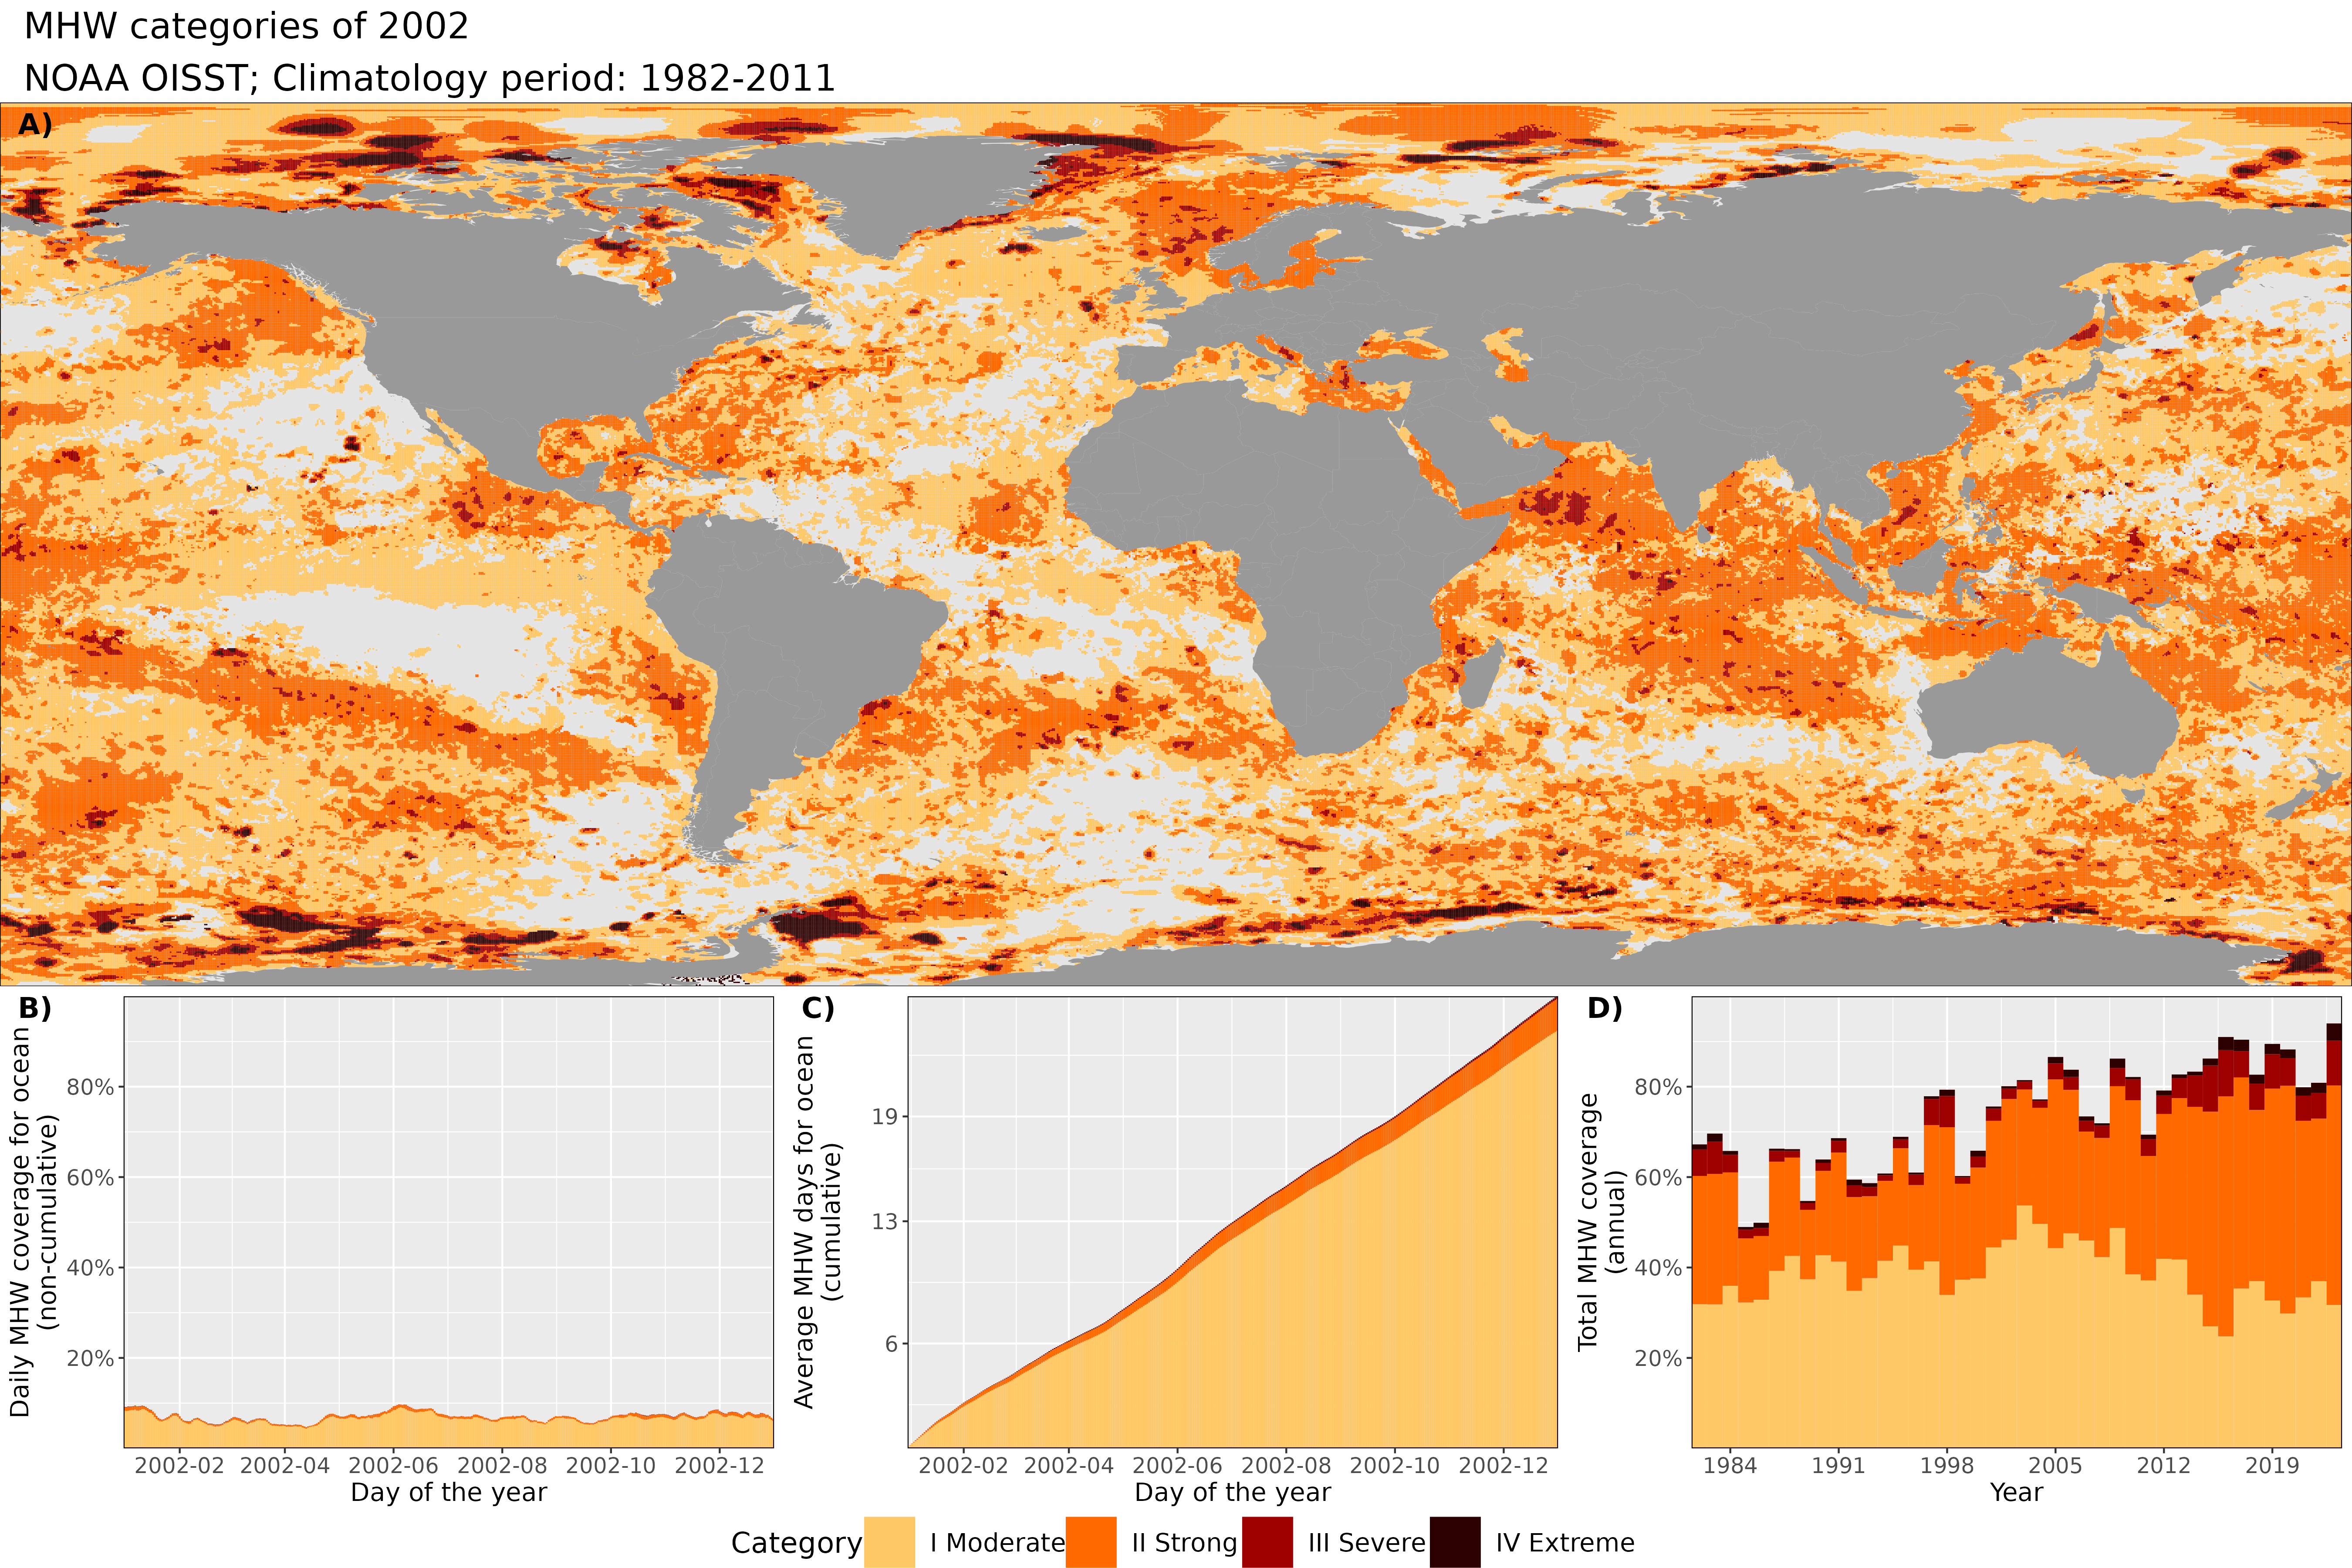 MHW categories of 2002
NOAA OISST; Climatology period: 1982-2011
A)
B)
Daily MHW coverage for ocean
(non-cumulative)
80%
60%
40%
20%
2002-02 2002-04 2002-06 2002-08 2002-10 2002-12
Day of the year
C)
Average MHW days for ocean
(cumulative)
19
13
6
2002-02 2002-04 2002-06 2002-08 2002-10 2002-12
Day of the year
D)
Total MHW coverage
(annual)
80%
60%
40%
20%
1984 1991 1998 2005 2012 2019
Year
Category I Moderate II Strong III Severe IV Extreme